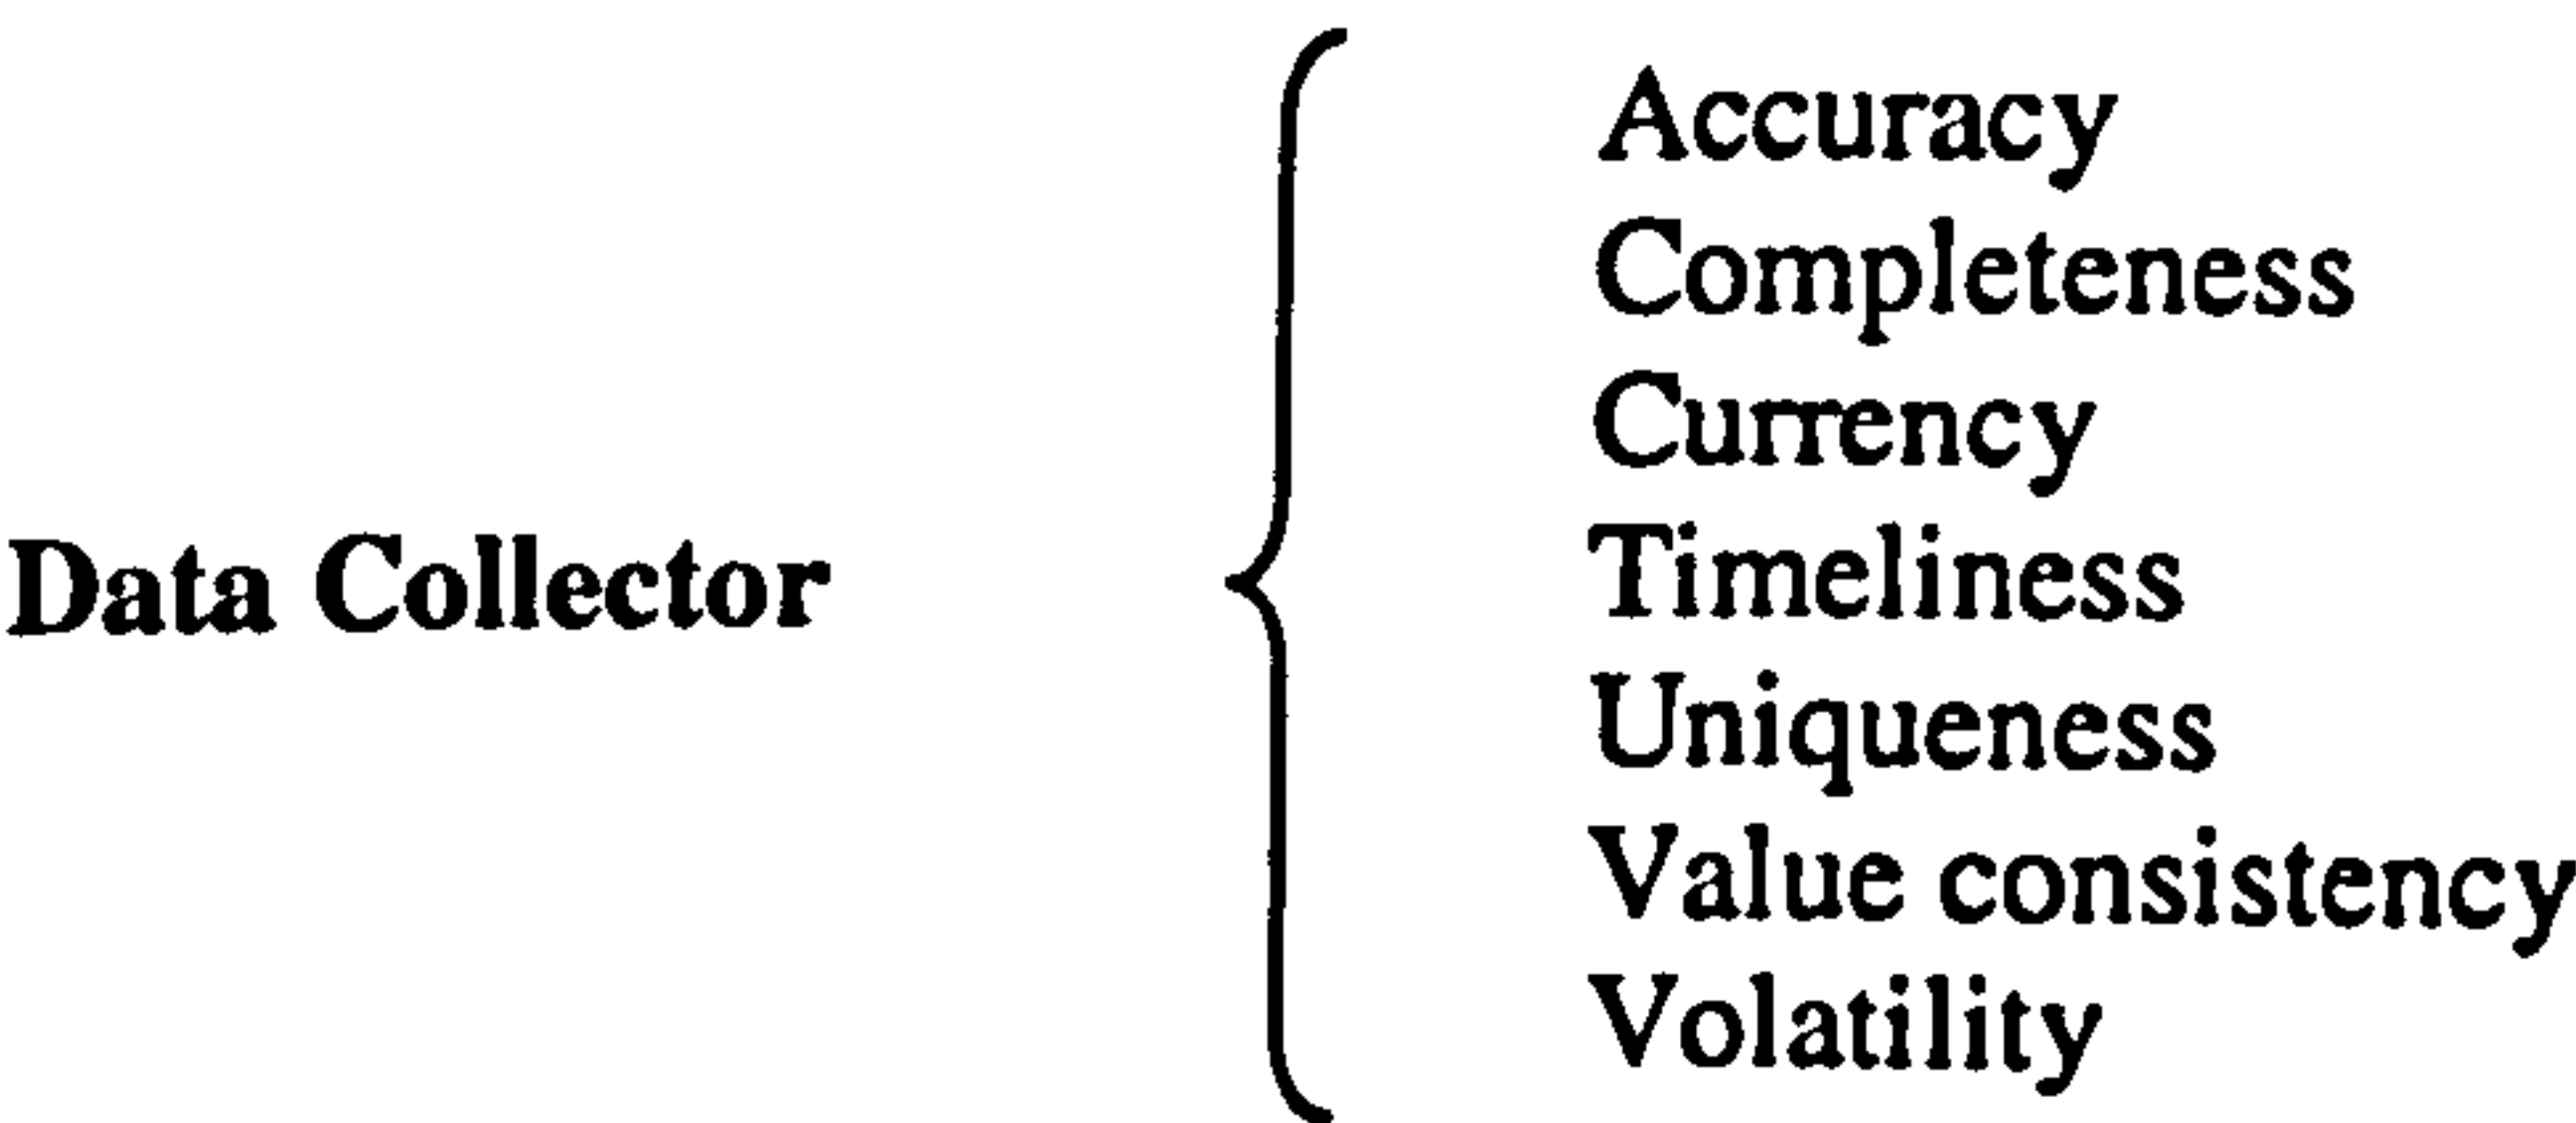 Data Collector
Accuracy
Completeness
Currency
Timeliness
Uniqueness
Value consistency
Volatility